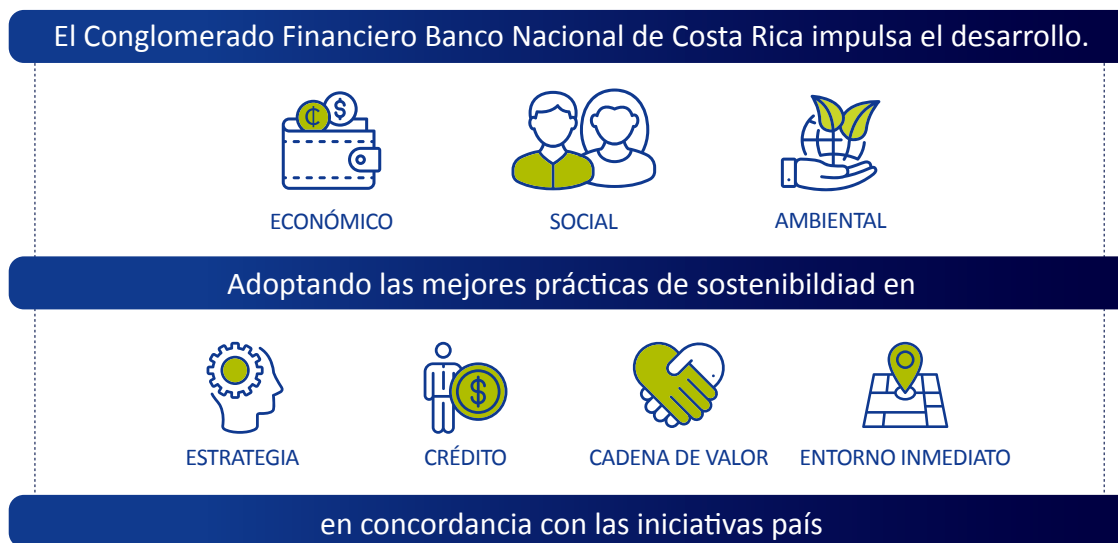 El Conglomerado Financiero Banco Nacional de Costa Rica impulsa el desarrollo.
₡ $
ECONÓMICO SOCIAL AMBIENTAL
Adoptando las mejores prácticas de sostenibildiad en
$
ESTRATEGIA CRÉDITO CADENA DE VALOR ENTORNO INMEDIATO
en concordancia con las iniciativas país